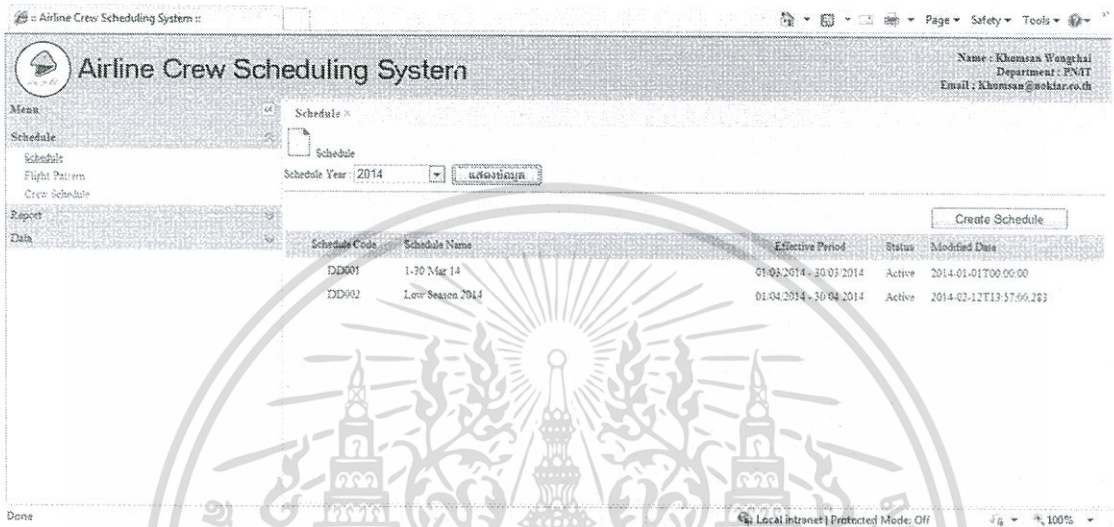 :: Airline Crew Scheduling System ::
Page Safety Tools
Airline Crew Scheduling System
Name : Khomsan Wongthai
Department : PN/IT
Email : Khomsan@nokair.co.th
Menu
Schedule ×
Schedule
Schedule
Schedule
Flight Pattern
Schedule Year : 2014 แสดงข้อมูล
Crew Schedule
Report
Create Schedule
Data
Schedule Code Schedule Name Effective Period Status Modified Date
DD001 1-30 Mar 14 01/03/2014 - 30/03/2014 Active 2014-01-01T00:00:00
DD002 Low Season 2014 01/04/2014 - 30/04/2014 Active 2014-02-12T13:57:00.283
Done
Local intranet | Protected Mode: Off
100%